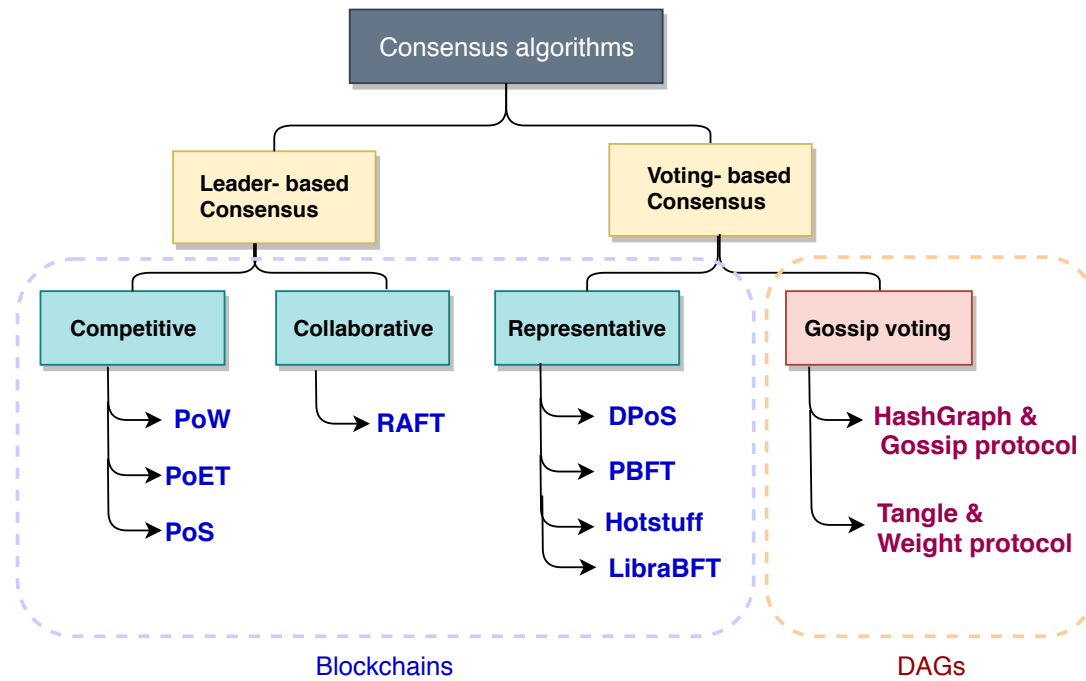 Consensus algorithms
Leader- based
Consensus
Voting- based
Consensus
Competitive
Collaborative
Representative
Gossip voting
PoW
PoET
PoS
RAFT
DPoS
PBFT
Hotstuff
LibraBFT
HashGraph &
Gossip protocol
Tangle &
Weight protocol
Blockchains
DAGs